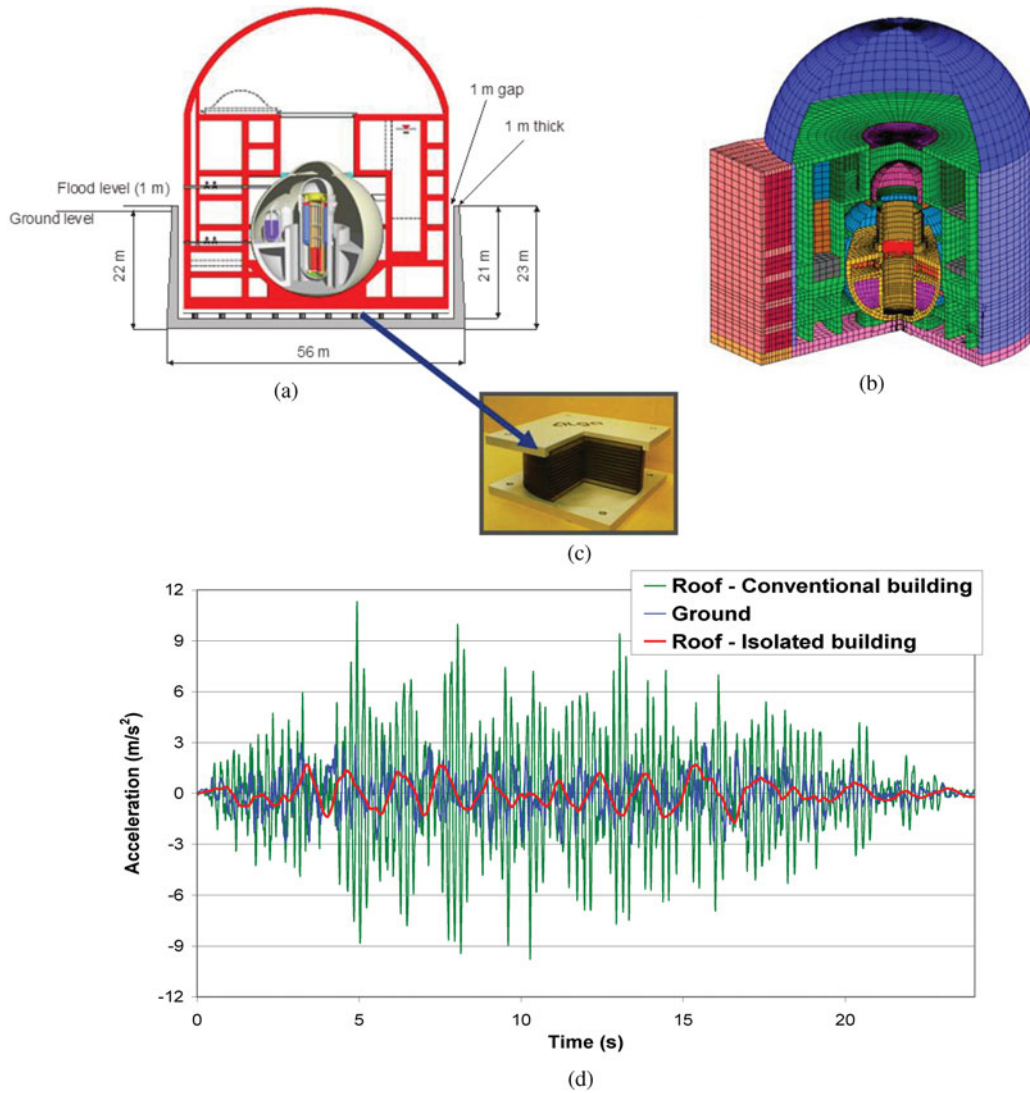 1 m gap
1 m thick
Flood level (1 m)
Ground level
22 m
21 m
23 m
56 m
(a)
(b)
(c)
12
9
6
3
0
-3
-6
-9
-12
Acceleration (m/s²)
Roof - Conventional building
Ground
Roof - Isolated building
0
5
10
15
20
Time (s)
(d)